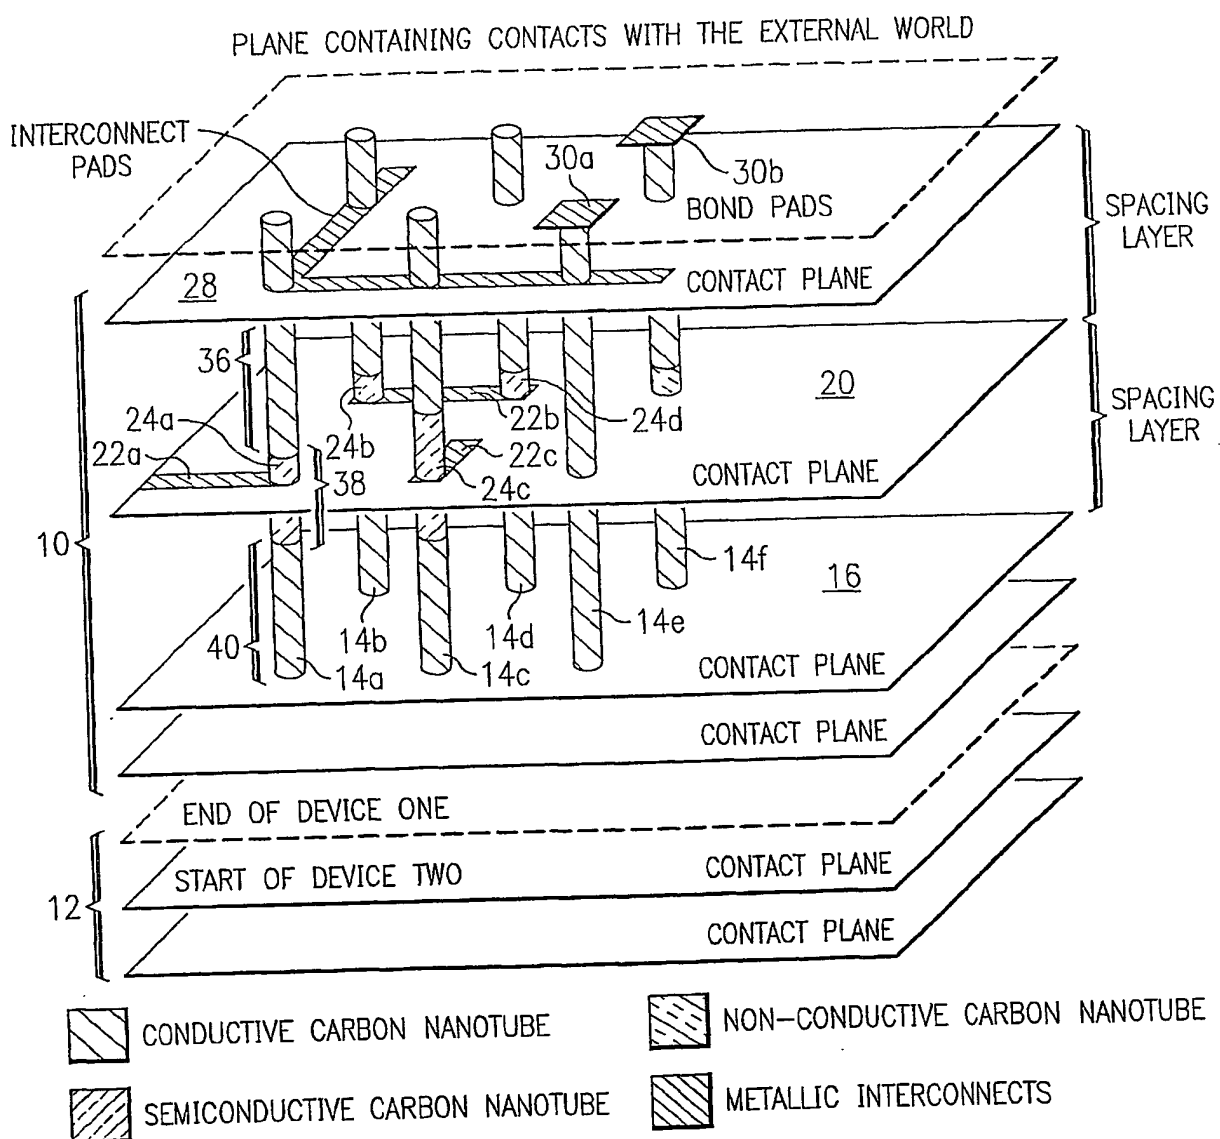 PLANE CONTAINING CONTACTS WITH THE EXTERNAL WORLD
INTERCONNECT
PADS
30a
30b
BOND PADS
SPACING
LAYER
28
CONTACT PLANE
36
20
24a
24b
22b
24d
SPACING
LAYER
22a
22c
38
24c
CONTACT PLANE
10
14f
16
14b
14d
14e
40
14a
14c
CONTACT PLANE
CONTACT PLANE
END OF DEVICE ONE
START OF DEVICE TWO
CONTACT PLANE
12
CONTACT PLANE
CONDUCTIVE CARBON NANOTUBE
NON-CONDUCTIVE CARBON NANOTUBE
SEMICONDUCTIVE CARBON NANOTUBE
METALLIC INTERCONNECTS